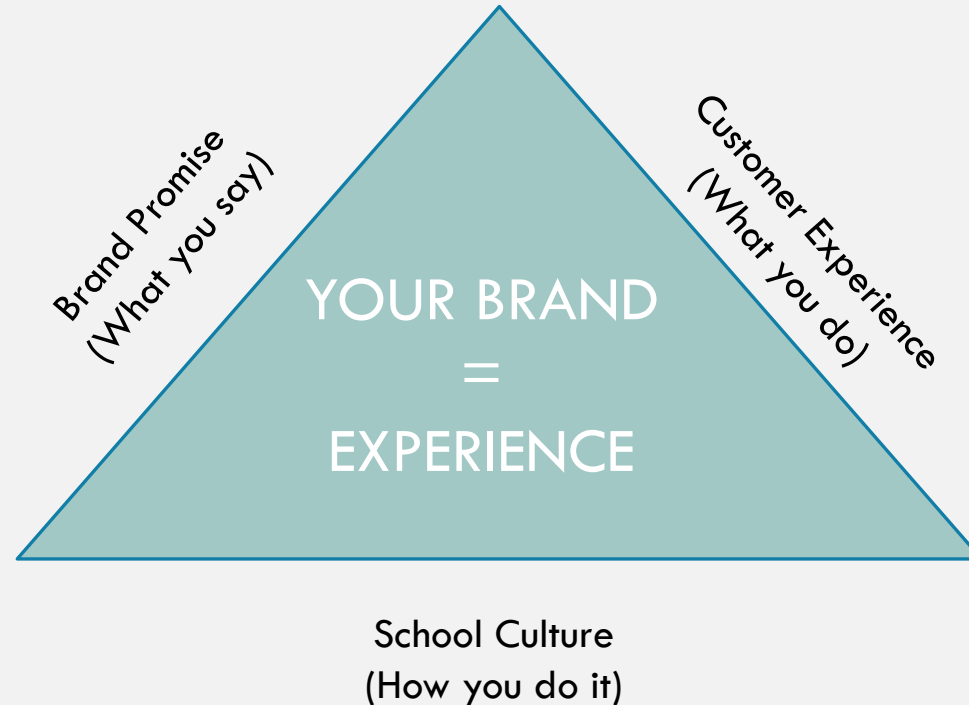 Brand Promise
(What you say)
Customer Experience
(What you do)
YOUR BRAND
=
EXPERIENCE
School Culture
(How you do it)